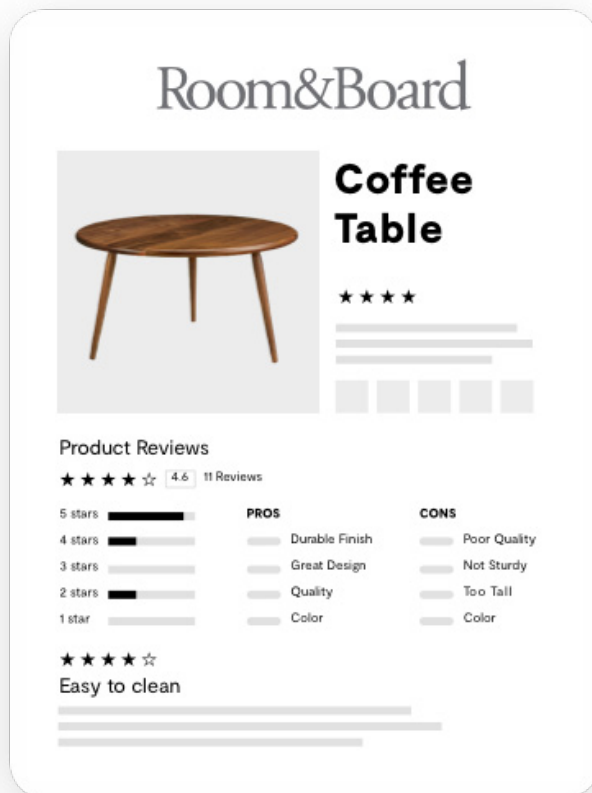 Room&Board
Coffee
Table
★★★★
Product Reviews
★★★★☆ 4.6 11 Reviews
5 stars
4 stars
3 stars
2 stars
1 star
PROS
Durable Finish
Great Design
Quality
Color
CONS
Poor Quality
Not Sturdy
Too Tall
Color
★★★★☆
Easy to clean